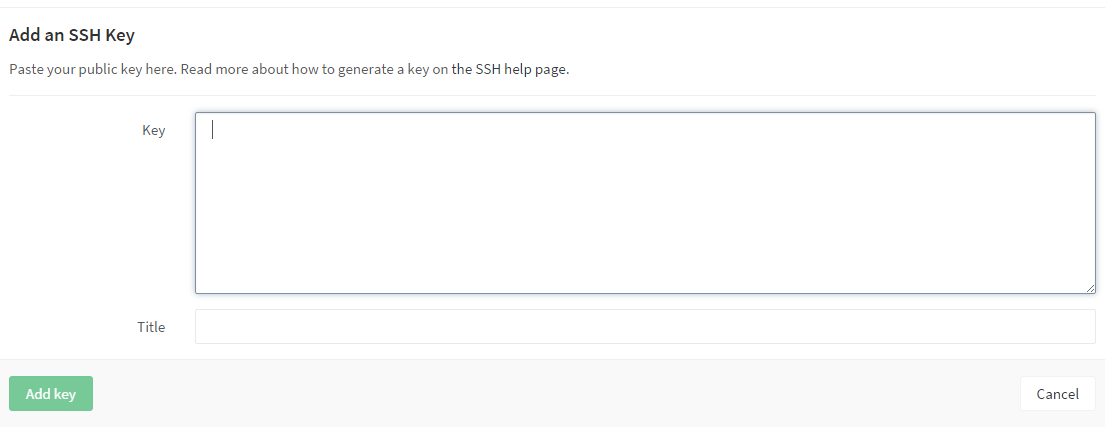 Add an SSH Key
Paste your public key here. Read more about how to generate a key on the SSH help page.
Key
Title
Add key
Cancel